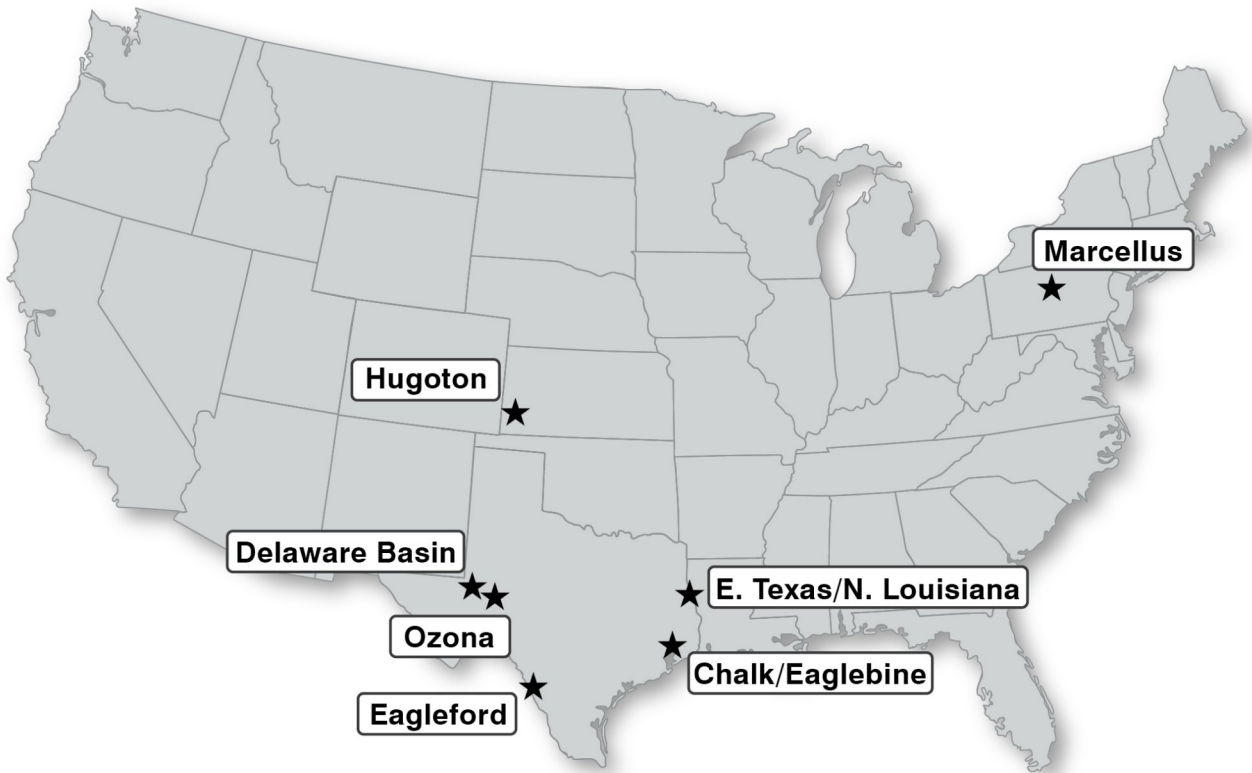 Marcellus
Hugoton
Delaware Basin
E. Texas/N. Louisiana
Ozona
Chalk/Eaglebine
Eagleford